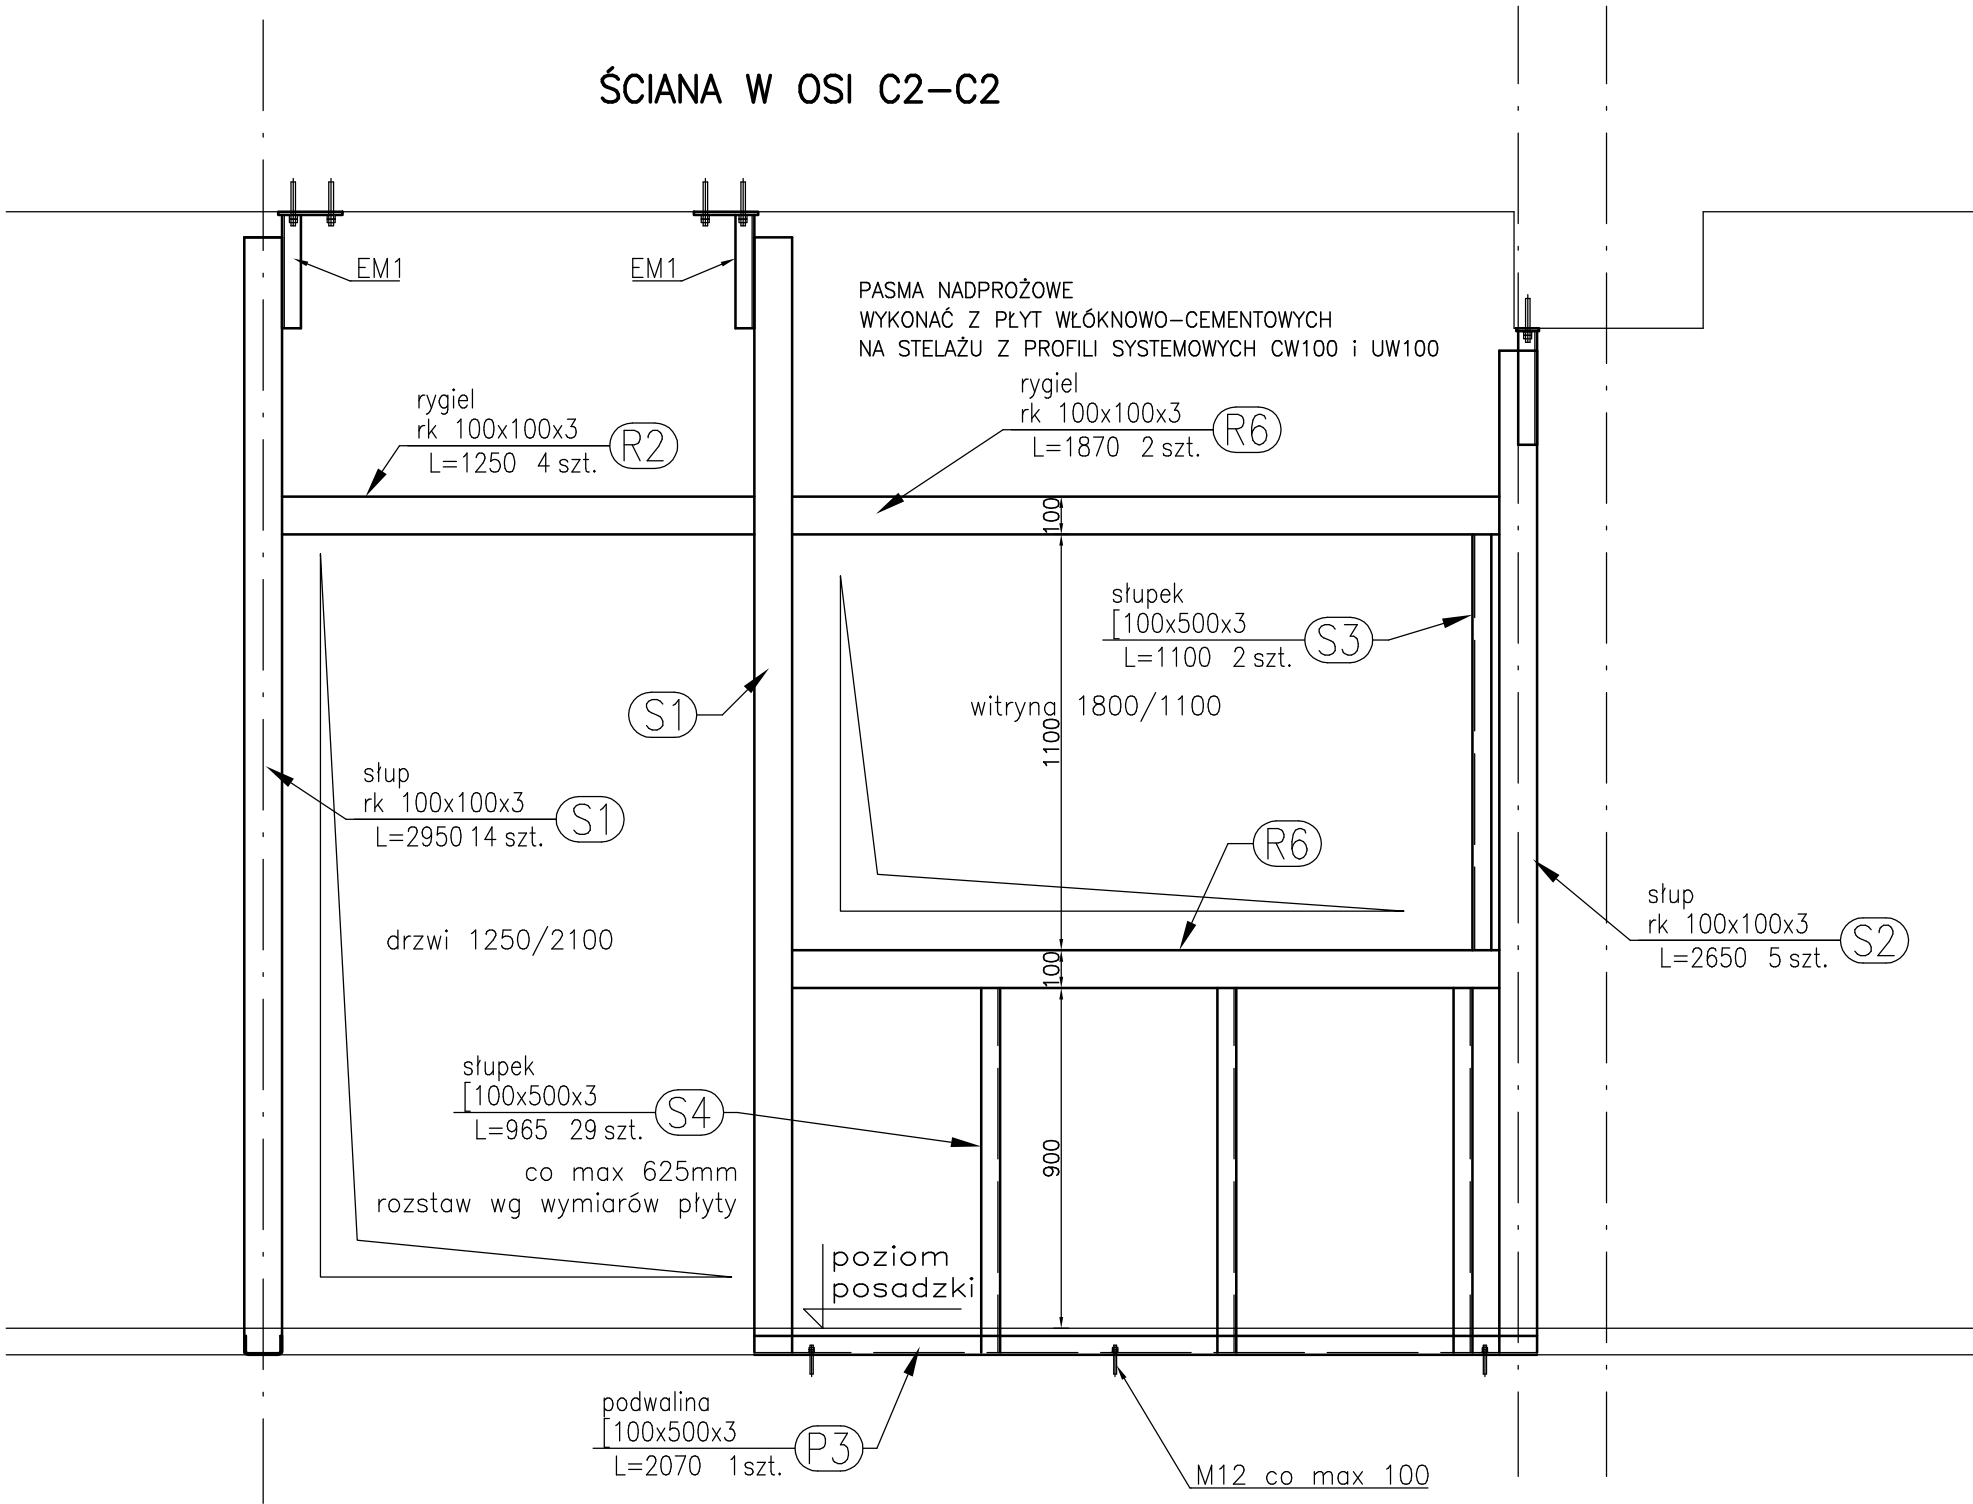 ŚCIANA W OSI C2-C2
EM1
EM1
PASMA NADPROŻOWE
WYKONAĆ Z PŁYT WŁÓKNOWO-CEMENTOWYCH
NA STELAŻU Z PROFILI SYSTEMOWYCH CW100 i UW100
rygiel
rk 100x100x3
L=1250 4 szt.
R2
rygiel
rk 100x100x3
L=1870 2 szt.
R6
100
słupek
[100x500x3
L=1100 2 szt.
S3
witryna 1800/1100
1100
S1
słup
rk 100x100x3
L=2950 14 szt.
S1
R6
drzwi 1250/2100
słup
rk 100x100x3
L=2650 5 szt.
S2
100
słupek
[100x500x3
L=965 29 szt.
S4
co max 625mm
rozstaw wg wymiarów płyty
900
poziom
posadzki
podwalina
[100x500x3
L=2070 1szt.
P3
M12 co max 100